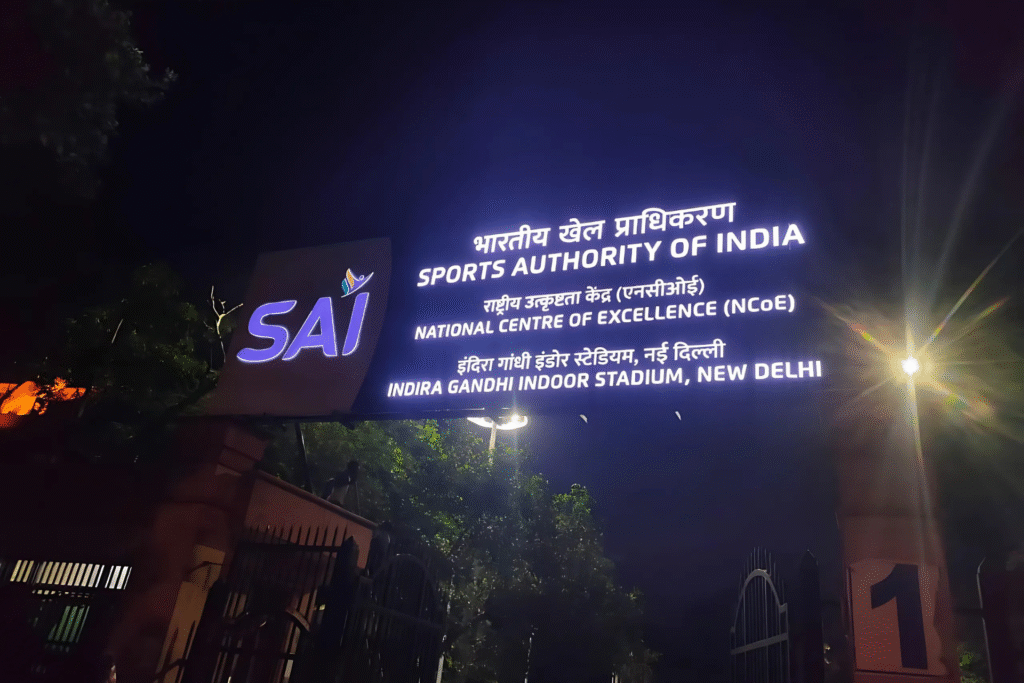 SAI
भारतीय खेल प्राधिकरण
SPORTS AUTHORITY OF INDIA
राष्ट्रीय उत्कृष्टता केंद्र (एनसीओई)
NATIONAL CENTRE OF EXCELLENCE (NCoE)
इंदिरा गांधी इंडोर स्टेडियम, नई दिल्ली
INDIRA GANDHI INDOOR STADIUM, NEW DELHI
1